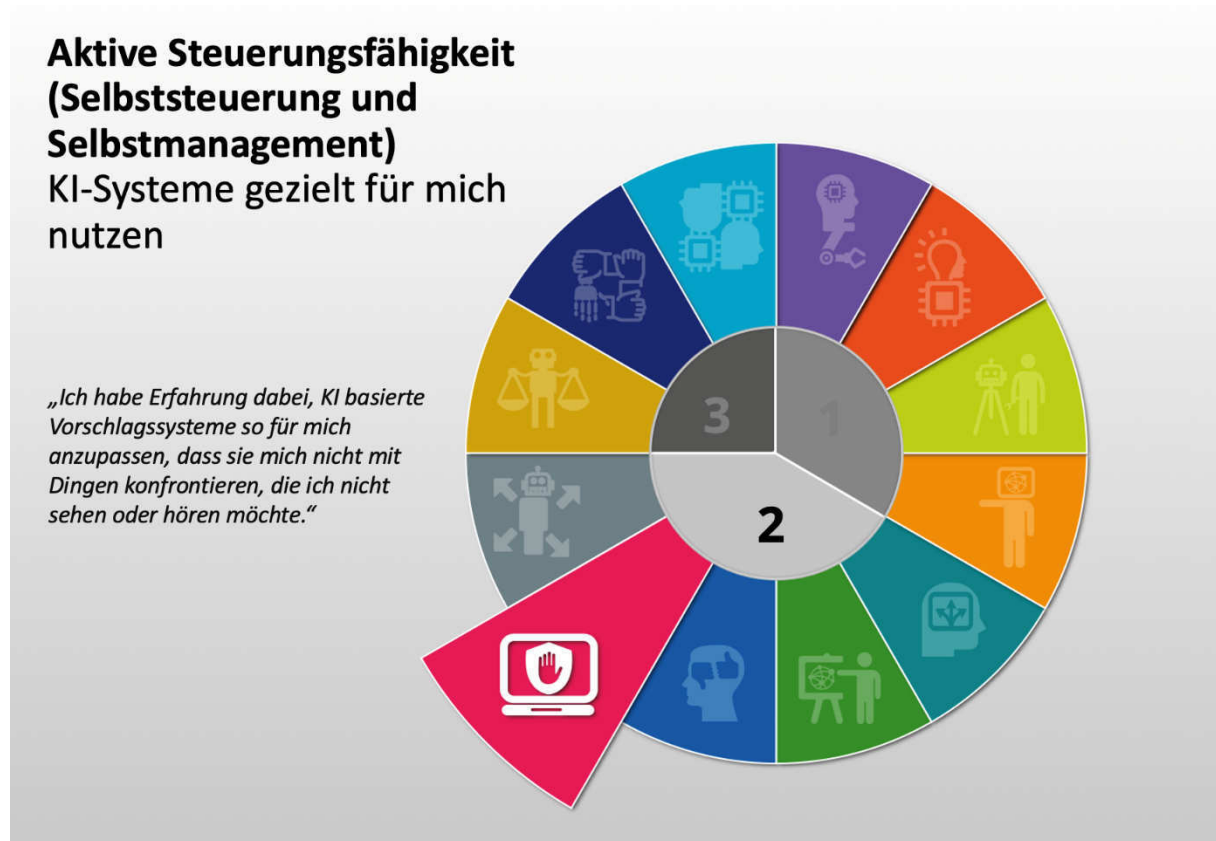 Aktive Steuerungsfähigkeit
(Selbststeuerung und
Selbstmanagement)
KI-Systeme gezielt für mich
nutzen
„Ich habe Erfahrung dabei, KI basierte
Vorschlagssysteme so für mich
anzupassen, dass sie mich nicht mit
Dingen konfrontieren, die ich nicht
sehen oder hören möchte.“
3
1
2